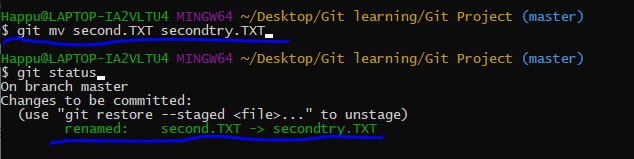 Happu@LAPTOP-IA2VLTU4 MINGW64 ~/Desktop/Git learning/Git Project (master)
$ git mv second.TXT secondtry.TXT
Happu@LAPTOP-IA2VLTU4 MINGW64 ~/Desktop/Git learning/Git Project (master)
$ git status
On branch master
Changes to be committed:
  (use "git restore --staged <file>..." to unstage)
        renamed:    second.TXT -> secondtry.TXT